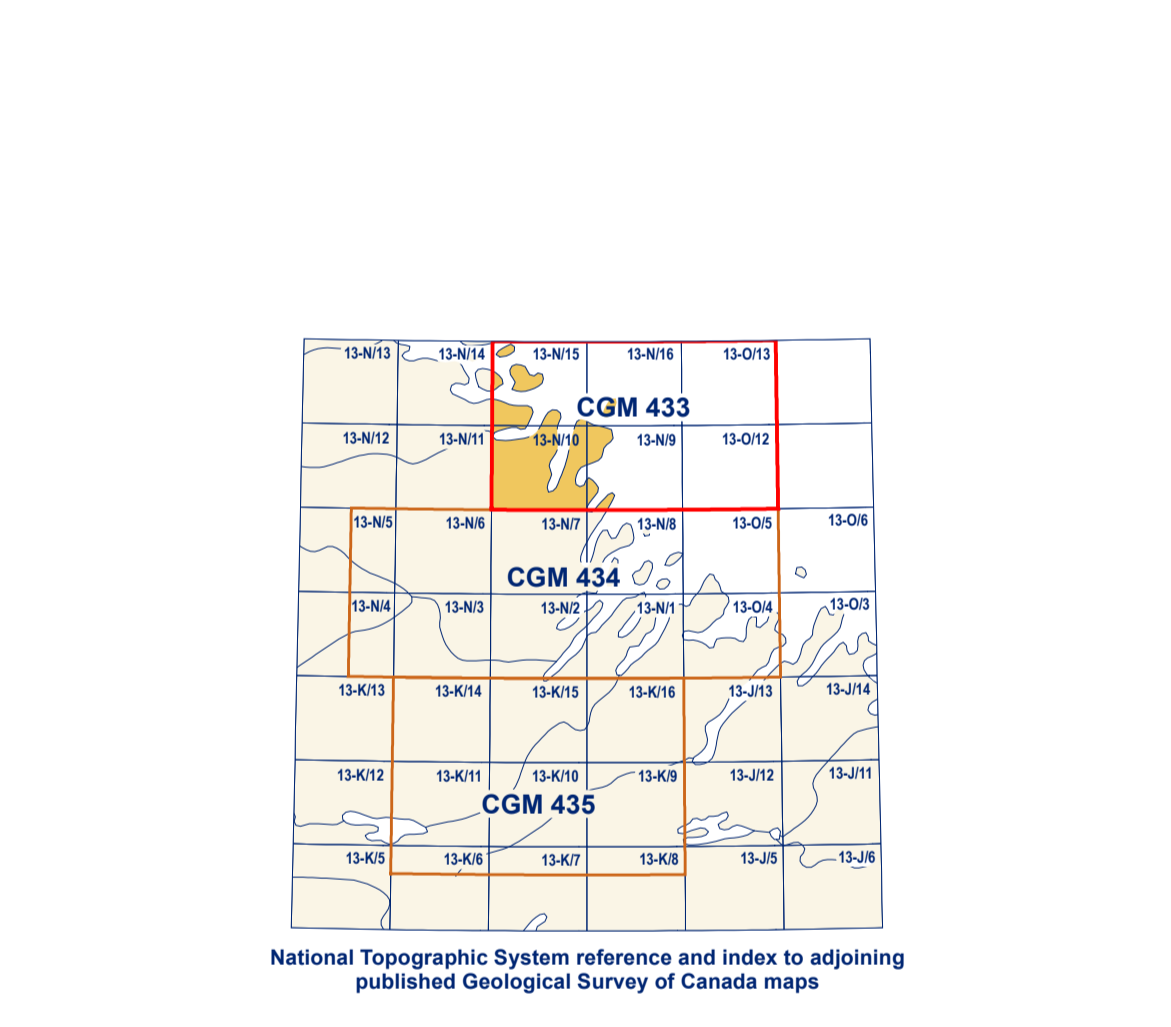 13-N/13 13-N/14 13-N/15 13-N/16 13-O/13
CGM 433
13-N/12 13-N/11 13-N/10 13-N/9 13-O/12
13-N/5 13-N/6 13-N/7 13-N/8 13-O/5 13-O/6
CGM 434
13-N/4 13-N/3 13-N/2 13-N/1 13-O/4 13-O/3
13-K/13 13-K/14 13-K/15 13-K/16 13-J/13 13-J/14
13-K/12 13-K/11 13-K/10 13-K/9 13-J/12 13-J/11
CGM 435
13-K/5 13-K/6 13-K/7 13-K/8 13-J/5 13-J/6
National Topographic System reference and index to adjoining
published Geological Survey of Canada maps